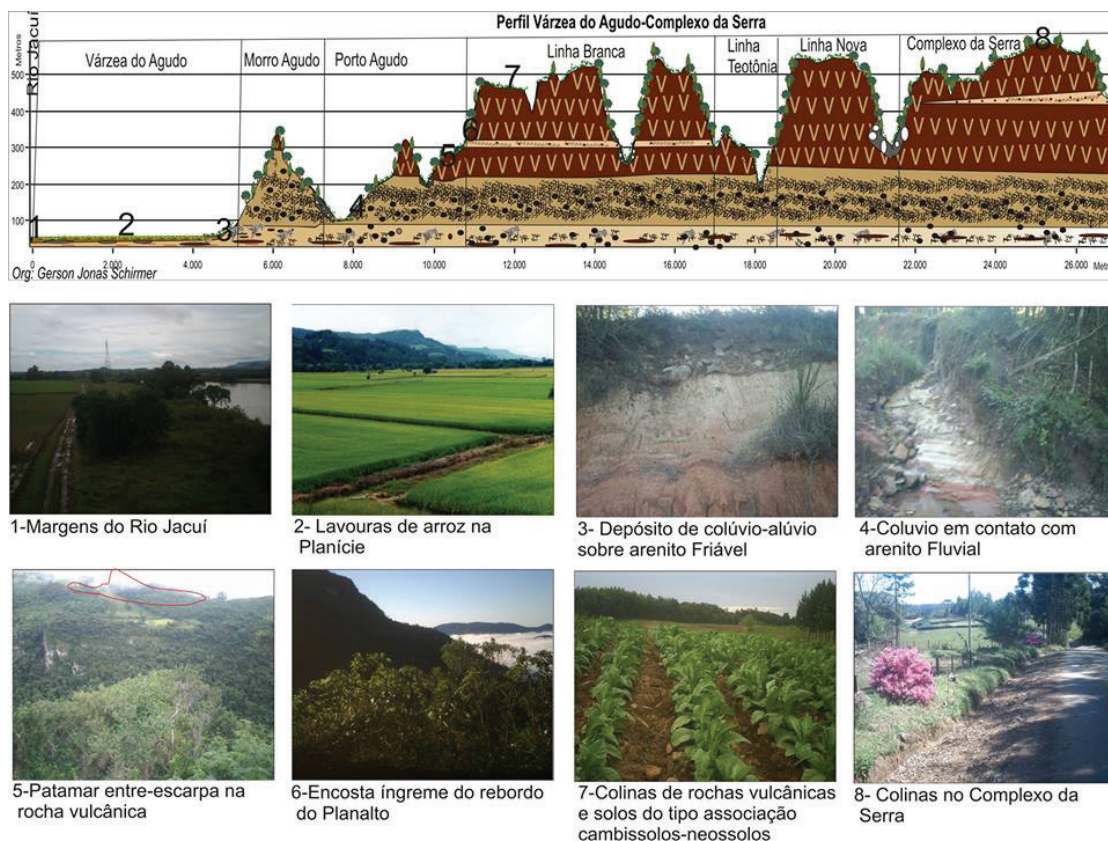 Perfil Várzea do Agudo-Complexo da Serra
Metros
Rio Jacuí
Várzea do Agudo
Morro Agudo
Porto Agudo
Linha Branca
Linha
Teotônia
Linha Nova
Complexo da Serra
500
400
300
200
100
1
2
3
4
5
6
7
8
0
2.000
4.000
6.000
8.000
10.000
12.000
14.000
16.000
18.000
20.000
22.000
24.000
26.000
Org: Gerson Jonas Schirmer
1-Margens do Rio Jacuí
2- Lavouras de arroz na
Planície
3- Depósito de colúvio-alúvio
sobre arenito Friável
4-Coluvio em contato com
arenito Fluvial
5-Patamar entre-escarpa na
rocha vulcânica
6-Encosta íngreme do rebordo
do Planalto
7-Colinas de rochas vulcânicas
e solos do tipo associação
cambissolos-neossolos
8- Colinas no Complexo da
Serra